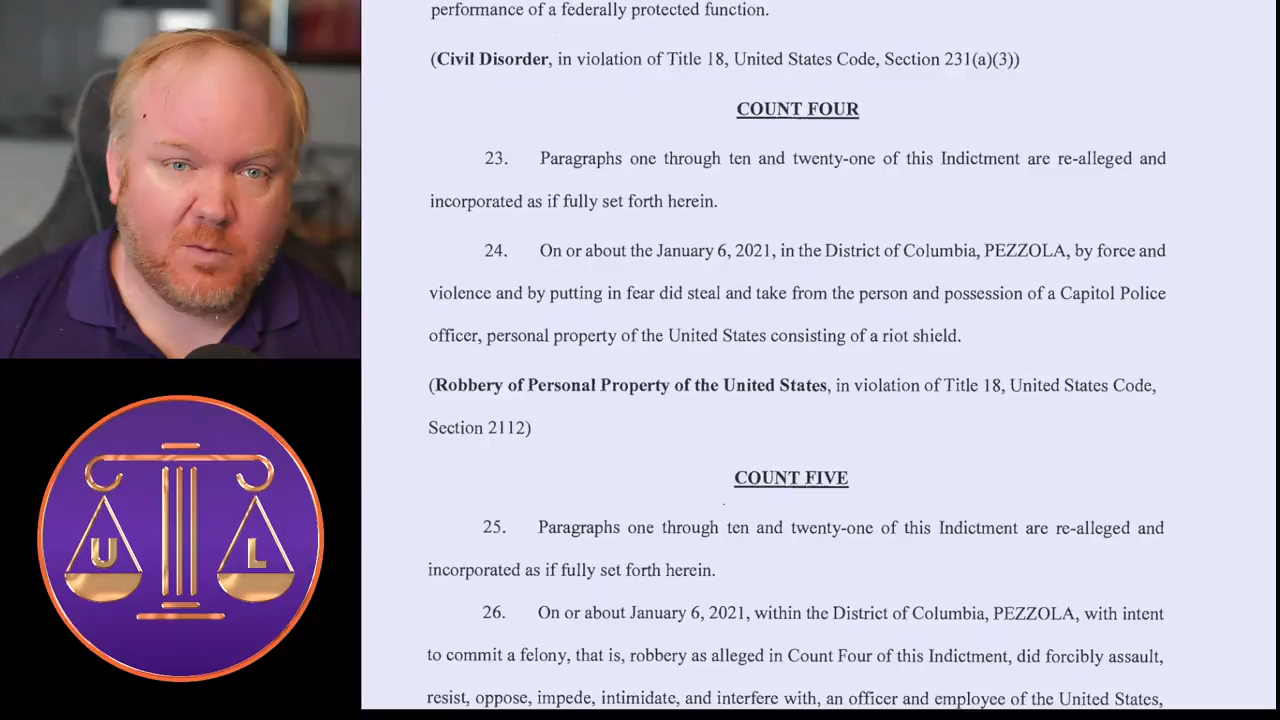 performance of a federally protected function.
(Civil Disorder, in violation of Title 18, United States Code, Section 231(a)(3))
COUNT FOUR
23. Paragraphs one through ten and twenty-one of this Indictment are re-alleged and
incorporated as if fully set forth herein.
24. On or about the January 6, 2021, in the District of Columbia, PEZZOLA, by force and
violence and by putting in fear did steal and take from the person and possession of a Capitol Police
officer, personal property of the United States consisting of a riot shield.
(Robbery of Personal Property of the United States, in violation of Title 18, United States Code,
Section 2112)
COUNT FIVE
25. Paragraphs one through ten and twenty-one of this Indictment are re-alleged and
incorporated as if fully set forth herein.
26. On or about January 6, 2021, within the District of Columbia, PEZZOLA, with intent
to commit a felony, that is, robbery as alleged in Count Four of this Indictment, did forcibly assault,
resist, oppose, impede, intimidate, and interfere with, an officer and employee of the United States,
U L